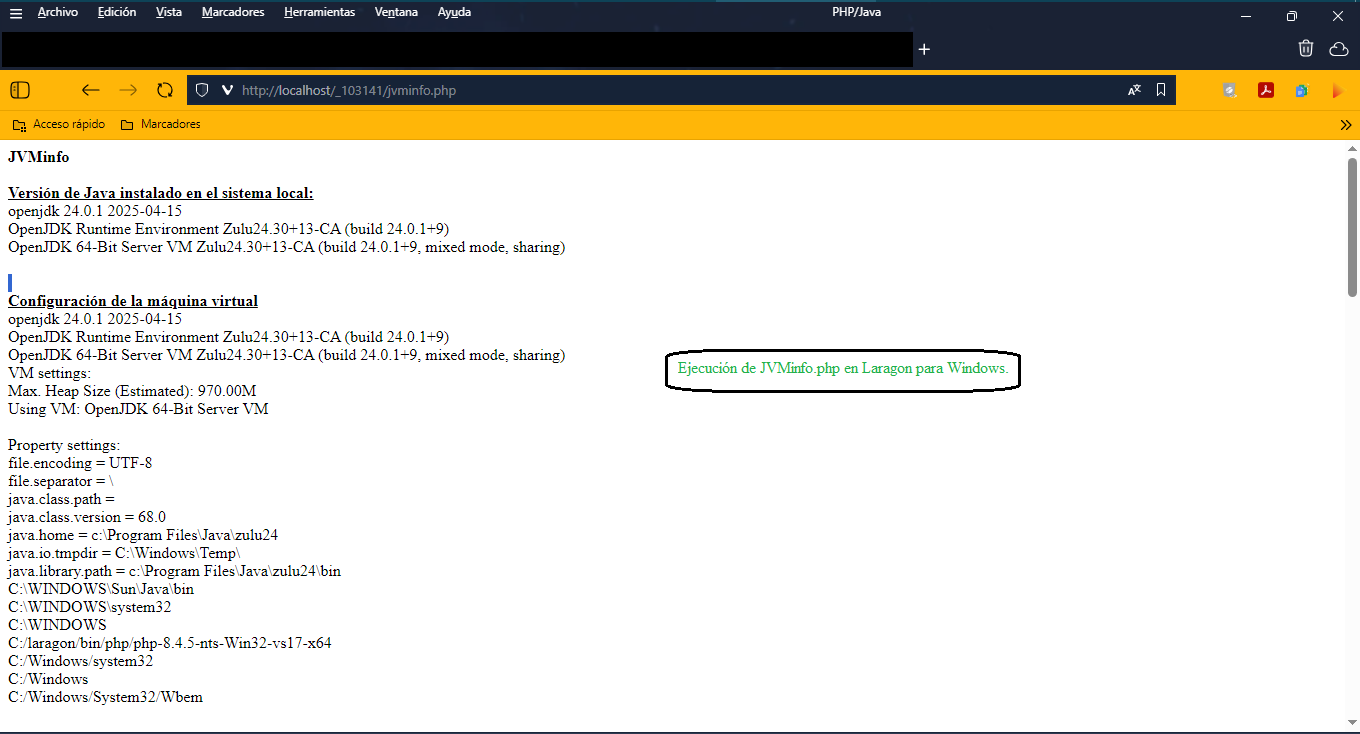 Archivo Edición Vista Marcadores Herramientas Ventana Ayuda PHP/Java
http://localhost/_103141/jvminfo.php
Acceso rápido Marcadores
JVMinfo
Versión de Java instalado en el sistema local:
openjdk 24.0.1 2025-04-15
OpenJDK Runtime Environment Zulu24.30+13-CA (build 24.0.1+9)
OpenJDK 64-Bit Server VM Zulu24.30+13-CA (build 24.0.1+9, mixed mode, sharing)
Configuración de la máquina virtual
openjdk 24.0.1 2025-04-15
OpenJDK Runtime Environment Zulu24.30+13-CA (build 24.0.1+9)
OpenJDK 64-Bit Server VM Zulu24.30+13-CA (build 24.0.1+9, mixed mode, sharing)
Ejecución de JVMinfo.php en Laragon para Windows.
VM settings:
Max. Heap Size (Estimated): 970.00M
Using VM: OpenJDK 64-Bit Server VM
Property settings:
file.encoding = UTF-8
file.separator = \
java.class.path =
java.class.version = 68.0
java.home = c:\Program Files\Java\zulu24
java.io.tmpdir = C:\Windows\Temp\
java.library.path = c:\Program Files\Java\zulu24\bin
C:\WINDOWS\Sun\Java\bin
C:\WINDOWS\system32
C:\WINDOWS
C:/laragon/bin/php/php-8.4.5-nts-Win32-vs17-x64
C:/Windows/system32
C:/Windows
C:/Windows/System32/Wbem